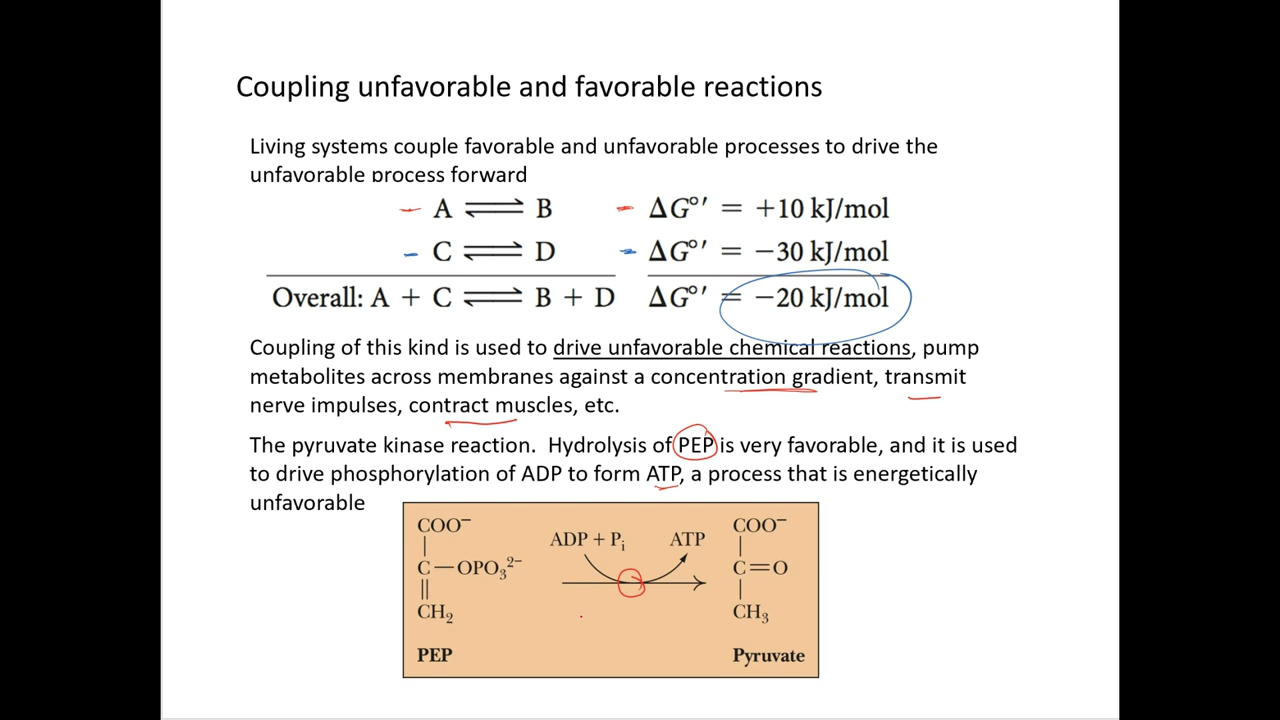 Coupling unfavorable and favorable reactions
Living systems couple favorable and unfavorable processes to drive the
unfavorable process forward
A ⇌ B ΔG°′ = +10 kJ/mol
C ⇌ D ΔG°′ = −30 kJ/mol
Overall: A + C ⇌ B + D ΔG°′ = −20 kJ/mol
Coupling of this kind is used to drive unfavorable chemical reactions, pump
metabolites across membranes against a concentration gradient, transmit
nerve impulses, contract muscles, etc.
The pyruvate kinase reaction. Hydrolysis of PEP is very favorable, and it is used
to drive phosphorylation of ADP to form ATP, a process that is energetically
unfavorable
COO⁻ COO⁻
ADP + Pᵢ ATP
C—OPO₃²⁻ C=O
CH₂ CH₃
PEP Pyruvate